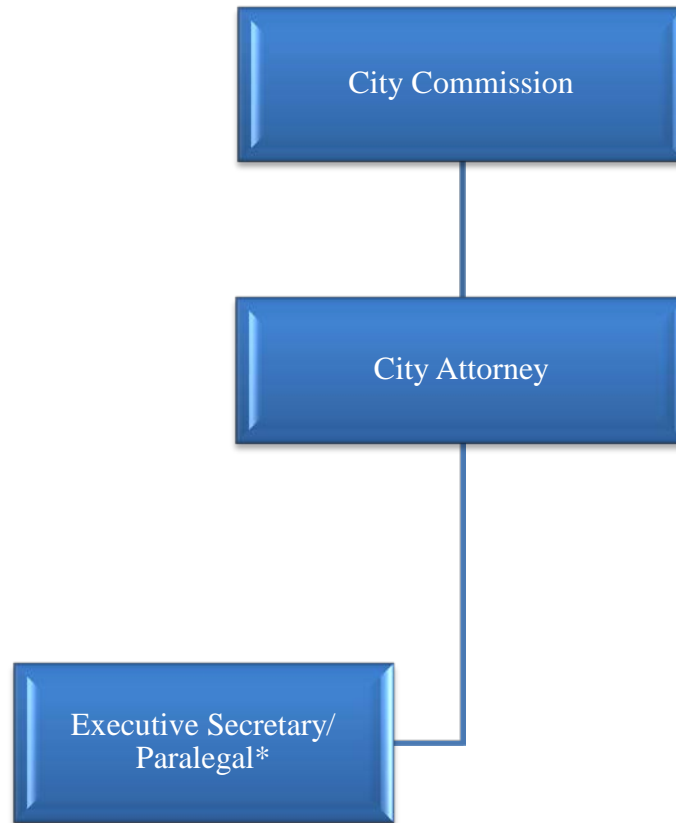 City Commission
City Attorney
Executive Secretary/
Paralegal*